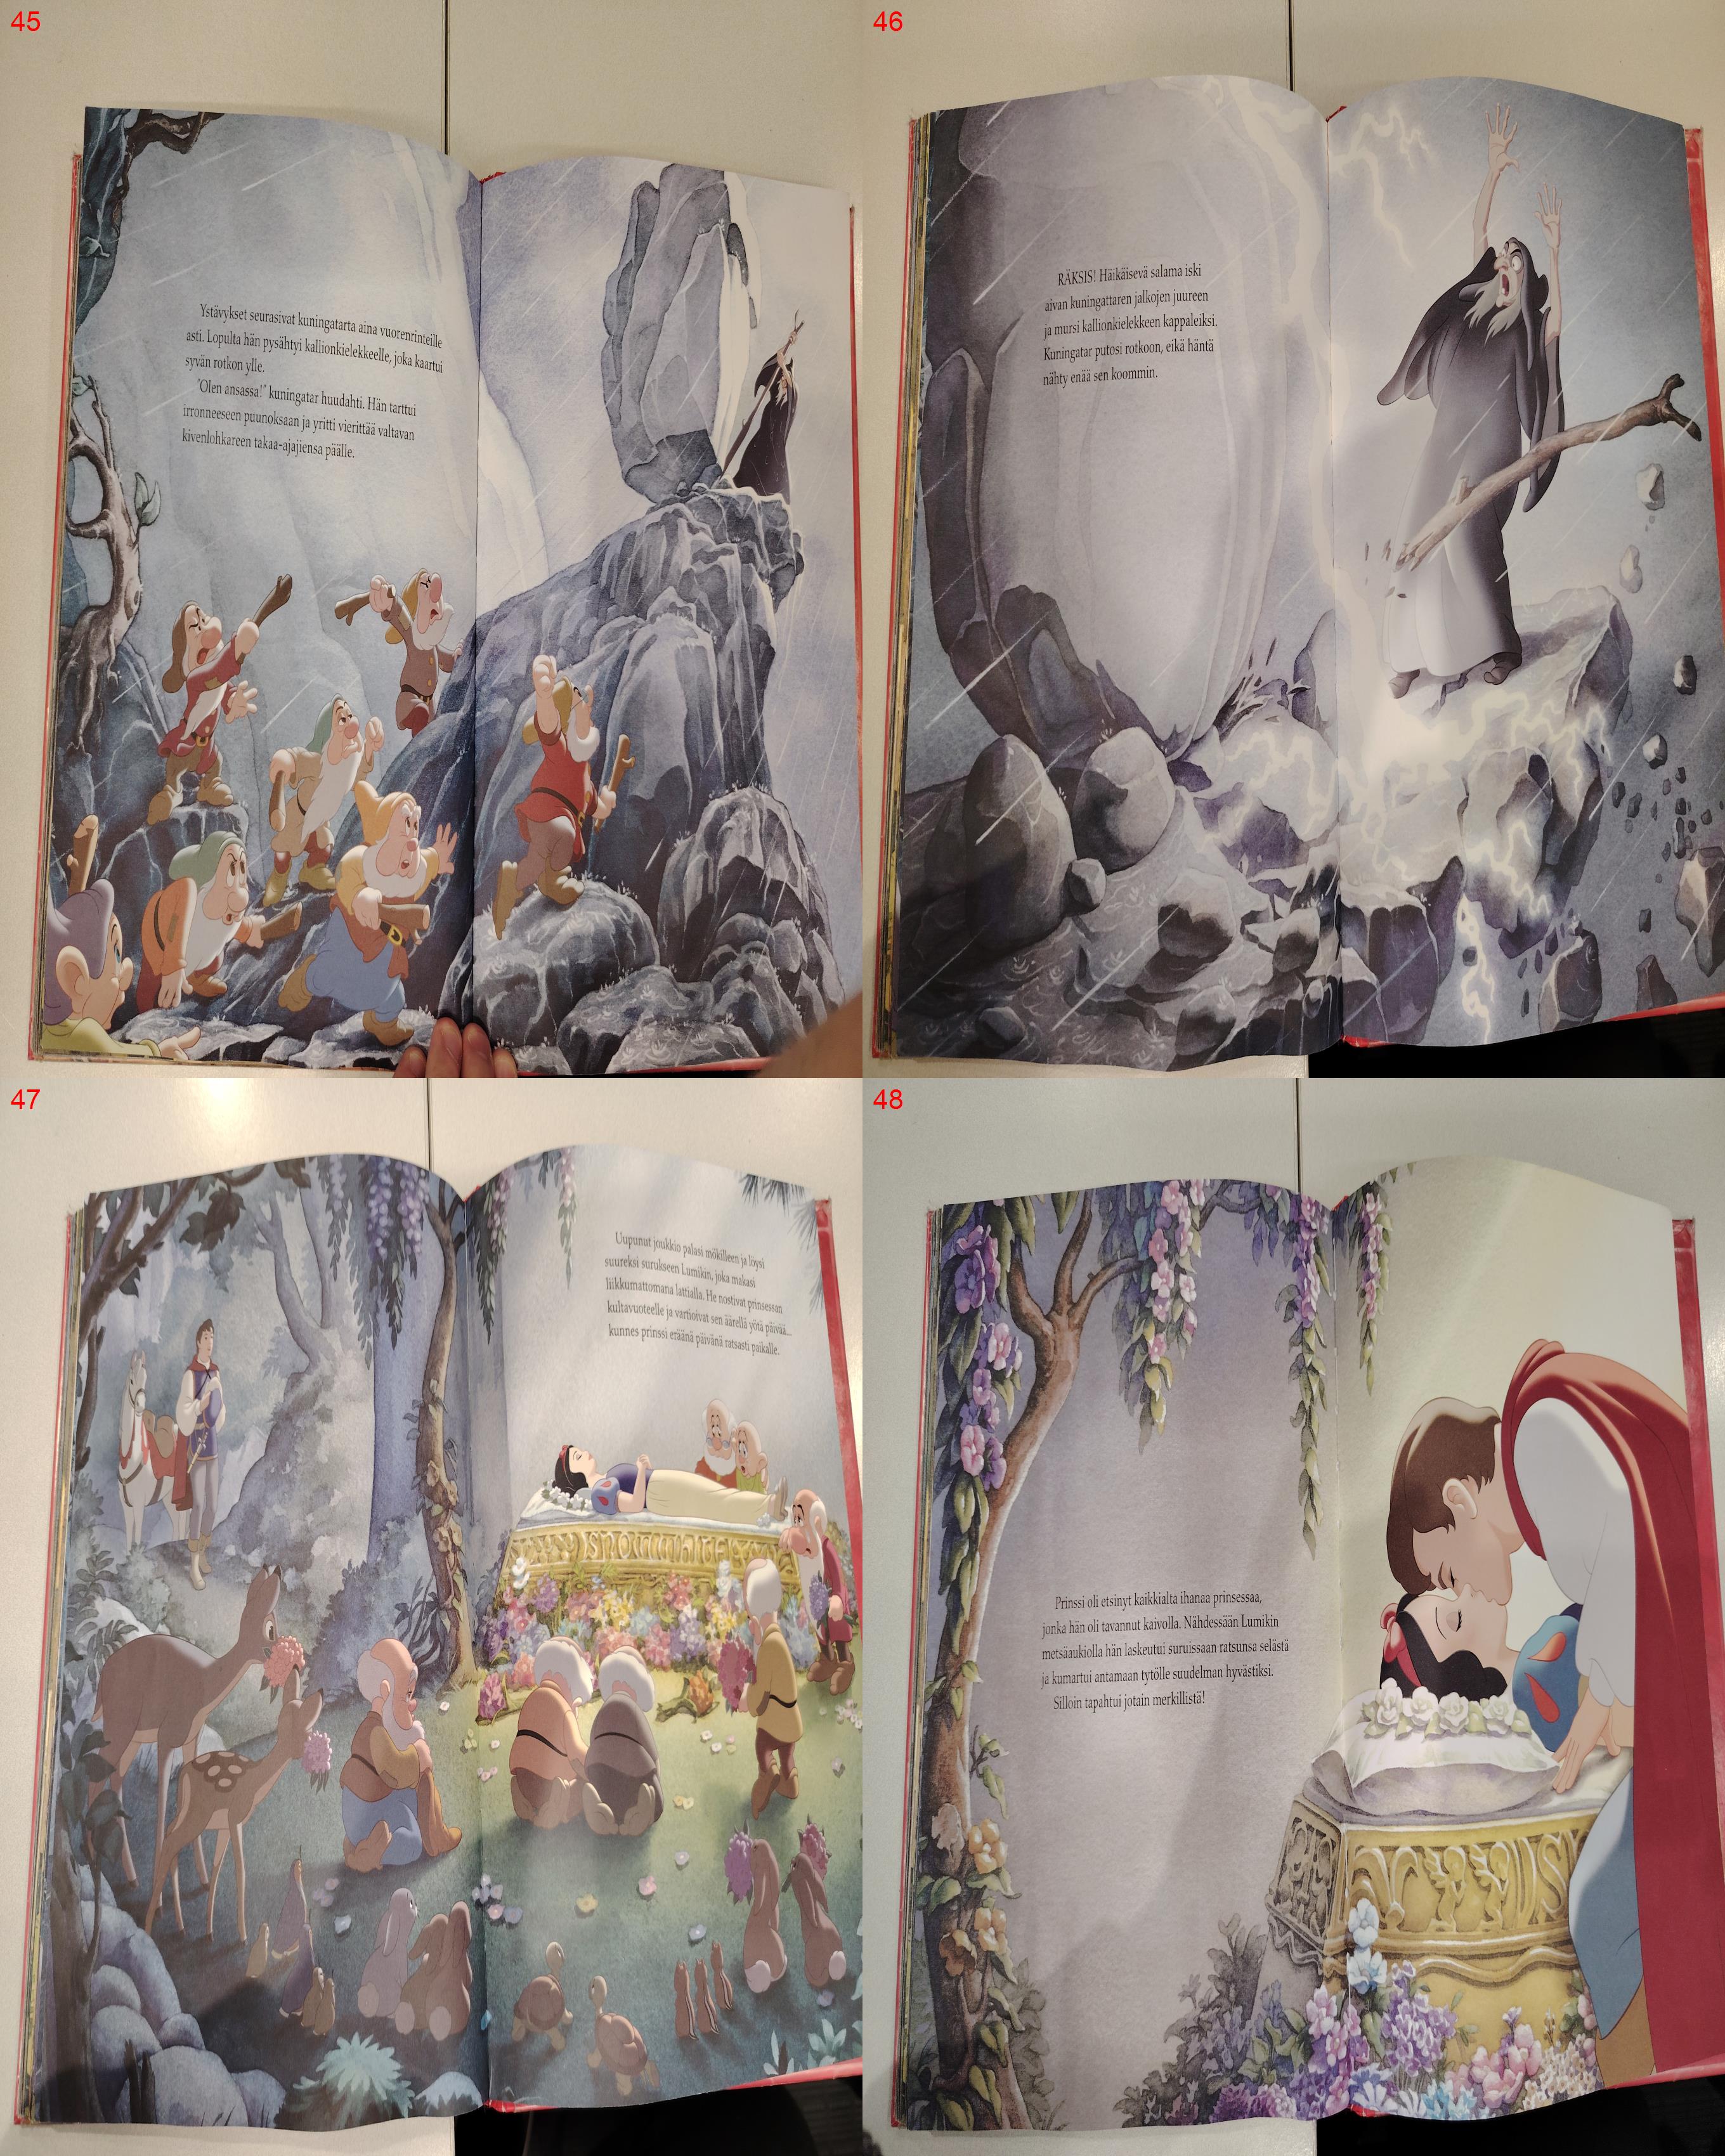 45
Ystävykset seurasivat kuningatarta aina vuorenrinteille
asti. Lopulta hän pysähtyi kallionkielekkeelle, joka kaartui
syvän rotkon ylle.
"Olen ansassa!" kuningatar huudahti. Hän tarttui
irronneeseen puunoksaan ja yritti vierittää valtavan
kivenlohkareen takaa-ajajiensa päälle.
46
RÄKSIS! Häikäisevä salama iski
aivan kuningattaren jalkojen juureen
ja mursi kallionkielekkeen kappaleiksi.
Kuningatar putosi rotkoon, eikä häntä
nähty enää sen koommin.
47
Uupunut joukkio palasi mökilleen ja löysi
suureksi surukseen Lumikin, joka makasi
liikkumattomana lattialla. He nostivat prinsessan
kultavuoteelle ja vartioivat sen äärellä yötä päivää...
kunnes prinssi eräänä päivänä ratsasti paikalle.
SNOW WHITE
48
Prinssi oli etsinyt kaikkialta ihanaa prinsessaa,
jonka hän oli tavannut kaivolla. Nähdessään Lumikin
metsäaukiolla hän laskeutui suruissaan ratsunsa selästä
ja kumartui antamaan tytölle suudelman hyvästiksi.
Silloin tapahtui jotain merkillistä!